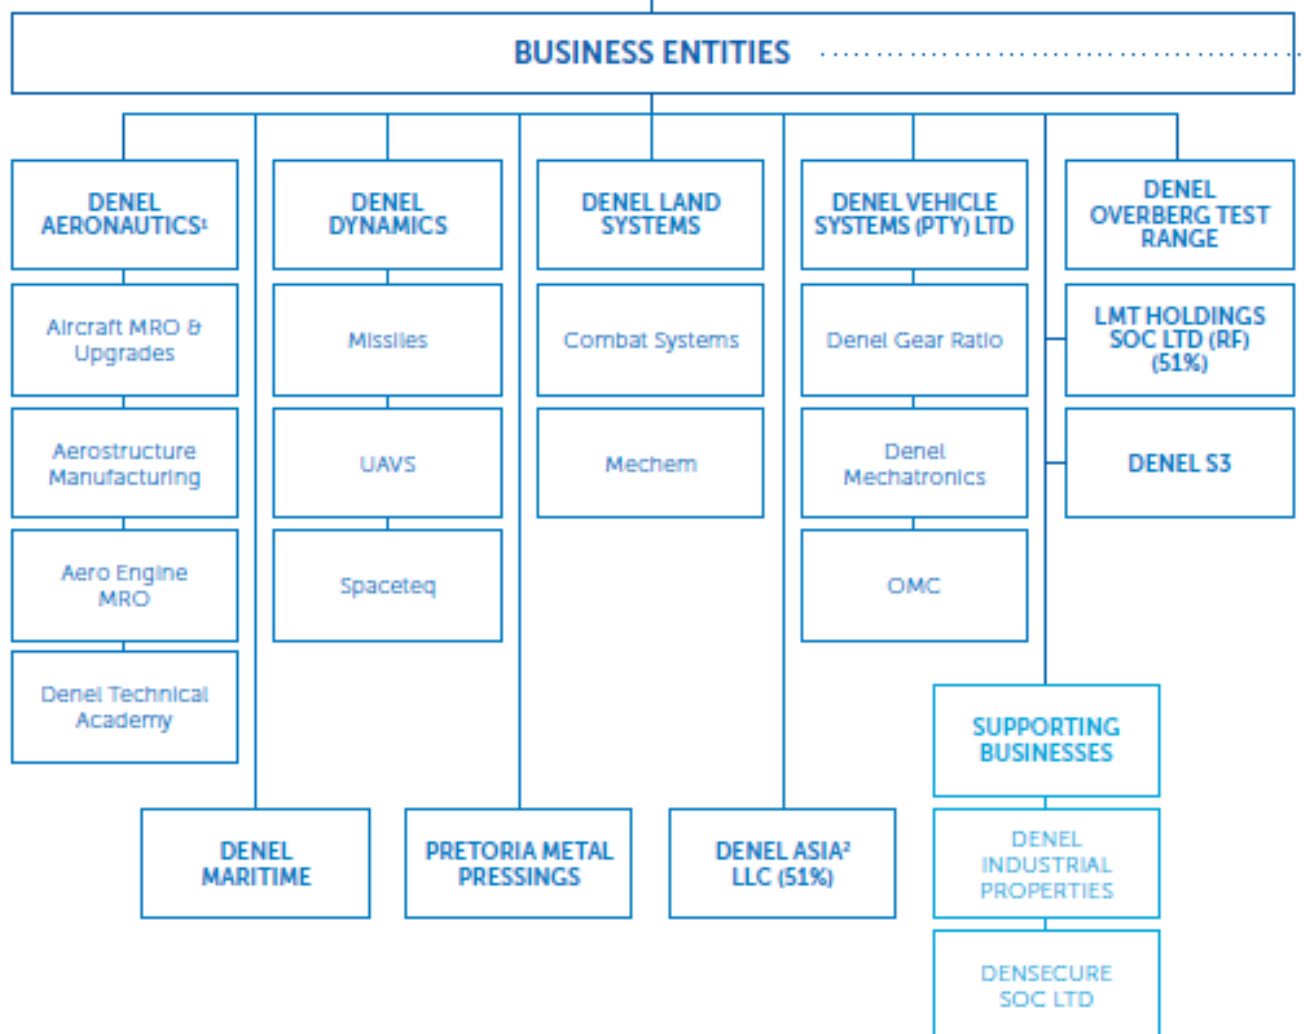 BUSINESS ENTITIES
DENEL
AERONAUTICS¹
Aircraft MRO &
Upgrades
Aerostructure
Manufacturing
Aero Engine
MRO
Denel Technical
Academy
DENEL
DYNAMICS
Missiles
UAVS
Spaceteq
DENEL LAND
SYSTEMS
Combat Systems
Mechem
DENEL VEHICLE
SYSTEMS (PTY) LTD
Denel Gear Ratio
Denel
Mechatronics
OMC
DENEL
OVERBERG TEST
RANGE
LMT HOLDINGS
SOC LTD (RF)
(51%)
DENEL S3
DENEL
MARITIME
PRETORIA METAL
PRESSINGS
DENEL ASIA²
LLC (51%)
SUPPORTING
BUSINESSES
DENEL
INDUSTRIAL
PROPERTIES
DENSECURE
SOC LTD